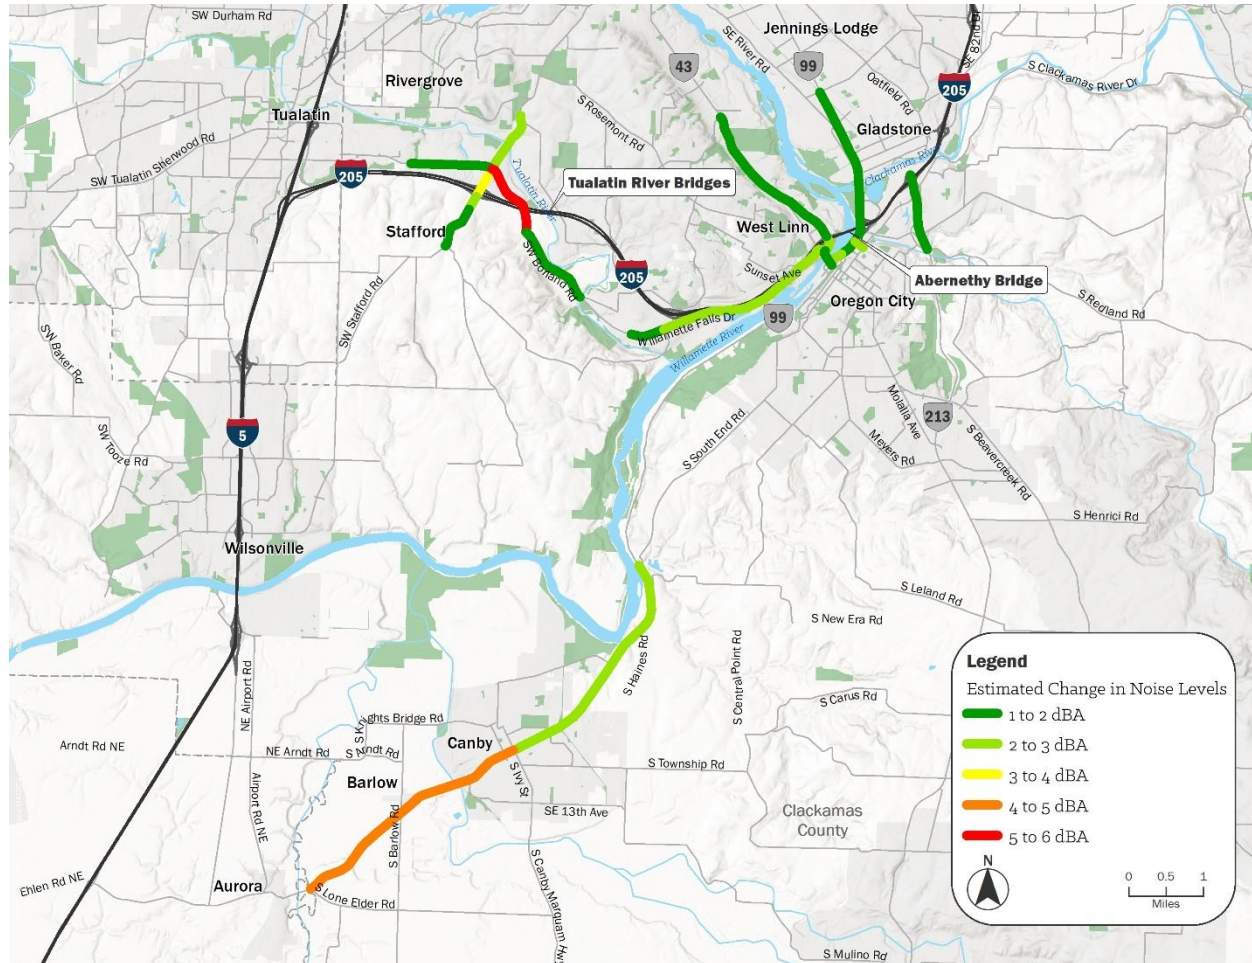 SW Durham Rd
Jennings Lodge
SE 82nd Dr
SE River Rd
43
99
Rivergrove
Oatfield Rd
S Clackamas River Dr
205
S Rosemont Rd
Tualatin
Gladstone
SW Tualatin Sherwood Rd
Clackamas River
205
Tualatin River
Tualatin River Bridges
Stafford
West Linn
SW Borland Rd
205
Sunset Ave
Abernethy Bridge
Oregon City
S Redland Rd
SW Stafford Rd
99
Willamette Falls Dr
Willamette River
SW Baker Rd
Molalla Ave
213
5
S South End Rd
Meyers Rd
S Beavercreek Rd
SW Tooze Rd
S Henrici Rd
Wilsonville
S Leland Rd
S New Era Rd
S Haines Rd
S Central Point Rd
NE Airport Rd
S Carus Rd
S Kni
ghts Bridge Rd
Arndt Rd NE
NE Arndt Rd
S Arndt Rd
Canby
S Township Rd
Barlow
S Ivy St
Airport Rd NE
SE 13th Ave
Clackamas
County
S Barlow Rd
Ehlen Rd NE
Aurora
S Lone Elder Rd
S Canby Marquam Hwy
S Mulino Rd
Legend
Estimated Change in Noise Levels
1 to 2 dBA
2 to 3 dBA
3 to 4 dBA
4 to 5 dBA
5 to 6 dBA
N
0 0.5 1
Miles